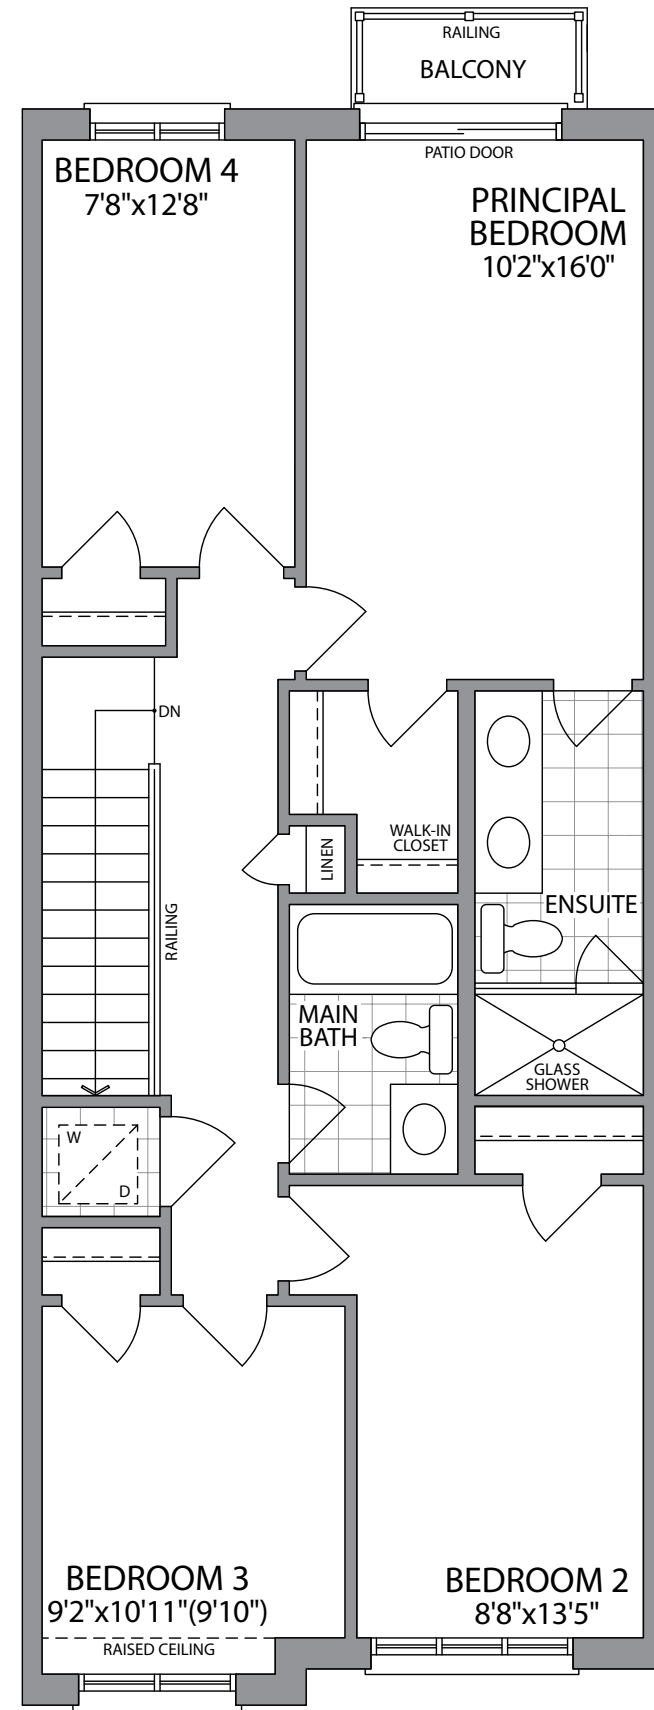 RAILING
BALCONY
PATIO DOOR
BEDROOM 4
7'8"x12'8"
PRINCIPAL
BEDROOM
10'2"x16'0"
DN
WALK-IN
CLOSET
LINEN
RAILING
ENSUITE
MAIN
BATH
GLASS
SHOWER
W
D
BEDROOM 3
9'2"x10'11"(9'10")
RAISED CEILING
BEDROOM 2
8'8"x13'5"